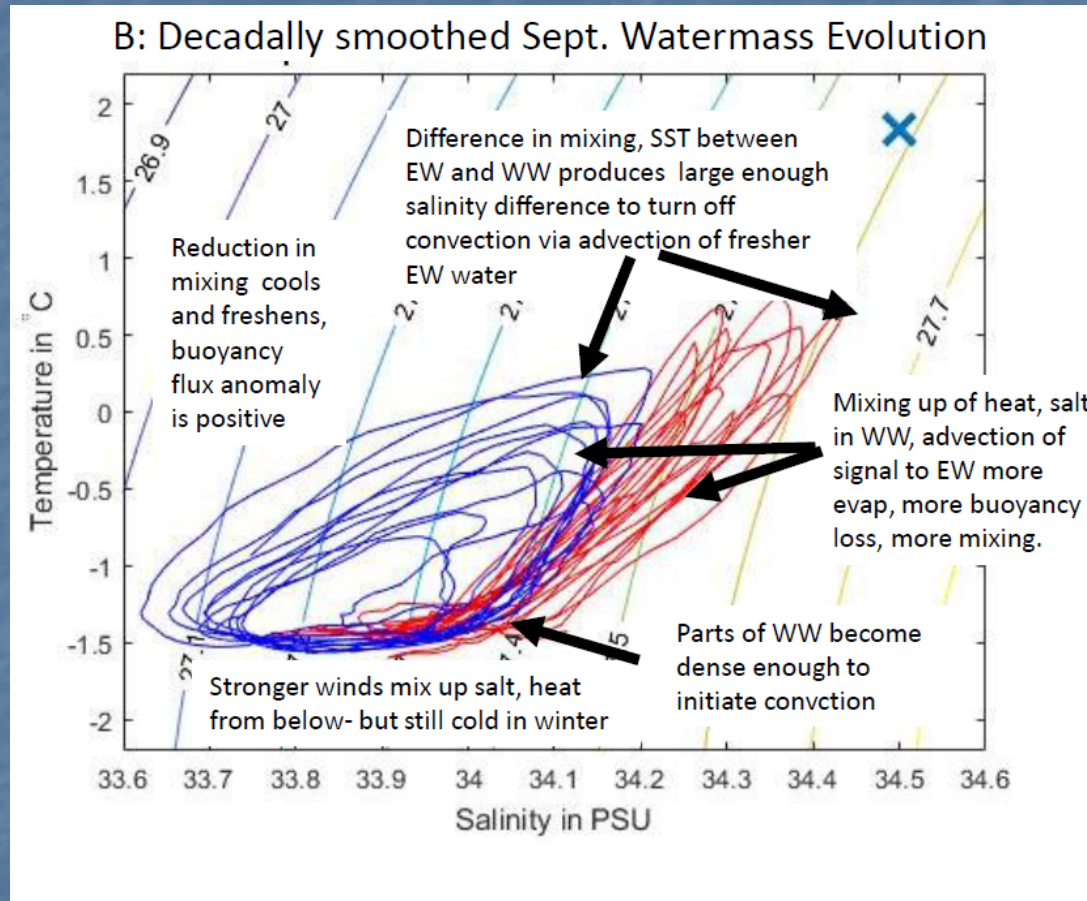 B: Decadally smoothed Sept. Watermass Evolution
26.9
27
Difference in mixing, SST between
EW and WW produces large enough
salinity difference to turn off
convection via advection of fresher
EW water
Reduction in
mixing cools
and freshens,
buoyancy
flux anomaly
is positive
27.7
Mixing up of heat, salt
in WW, advection of
signal to EW more
evap, more buoyancy
loss, more mixing.
Parts of WW become
dense enough to
initiate convction
Stronger winds mix up salt, heat
from below- but still cold in winter
Temperature in °C
2
1.5
1
0.5
0
-0.5
-1
-1.5
-2
33.6 33.7 33.8 33.9 34 34.1 34.2 34.3 34.4 34.5 34.6
Salinity in PSU